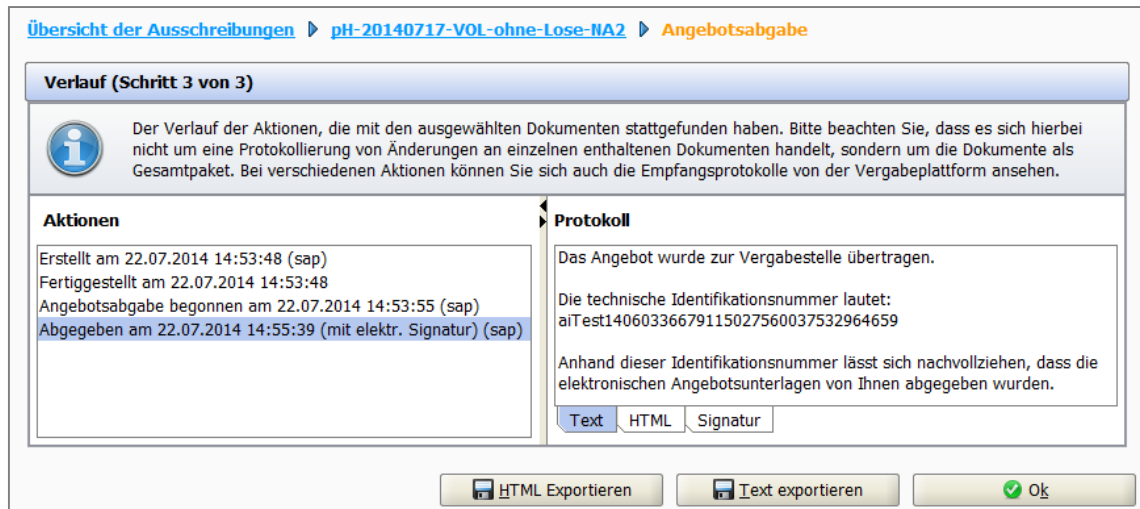 Übersicht der Ausschreibungen pH-20140717-VOL-ohne-Lose-NA2 Angebotsabgabe
Verlauf (Schritt 3 von 3)
Der Verlauf der Aktionen, die mit den ausgewählten Dokumenten stattgefunden haben. Bitte beachten Sie, dass es sich hierbei
nicht um eine Protokollierung von Änderungen an einzelnen enthaltenen Dokumenten handelt, sondern um die Dokumente als
Gesamtpaket. Bei verschiedenen Aktionen können Sie sich auch die Empfangsprotokolle von der Vergabeplattform ansehen.
Aktionen
Erstellt am 22.07.2014 14:53:48 (sap)
Fertiggestellt am 22.07.2014 14:53:48
Angebotsabgabe begonnen am 22.07.2014 14:53:55 (sap)
Abgegeben am 22.07.2014 14:55:39 (mit elektr. Signatur) (sap)
Protokoll
Das Angebot wurde zur Vergabestelle übertragen.
Die technische Identifikationsnummer lautet:
aiTest14060336679115027560037532964659
Anhand dieser Identifikationsnummer lässt sich nachvollziehen, dass die
elektronischen Angebotsunterlagen von Ihnen abgegeben wurden.
Text HTML Signatur
HTML Exportieren Text exportieren Ok